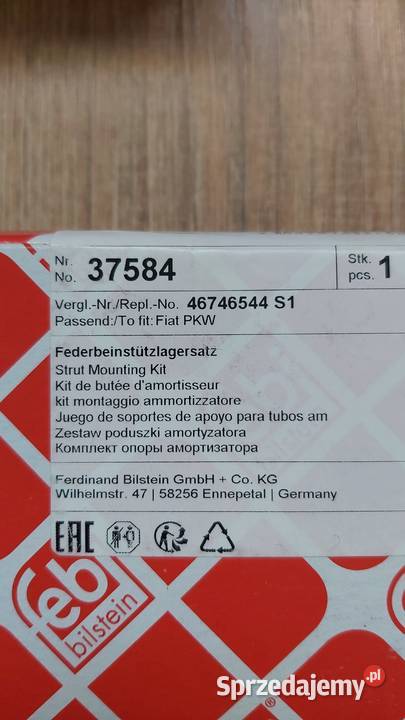 Nr. No. 37584 Stk. pcs. 1
Vergl.-Nr./Repl.-No. 46746544 S1
Passend:/To fit: Fiat PKW
Federbeinstützlagersatz
Strut Mounting Kit
Kit de butée d'amortisseur
kit montaggio ammortizzatore
Juego de soportes de apoyo para tubos am
Zestaw poduszki amortyzatora
Комплект опоры амортизатора
Ferdinand Bilstein GmbH + Co. KG
Wilhelmstr. 47 | 58256 Ennepetal | Germany
EAC
feb
bilstein
®
Sprzedajemy.pl